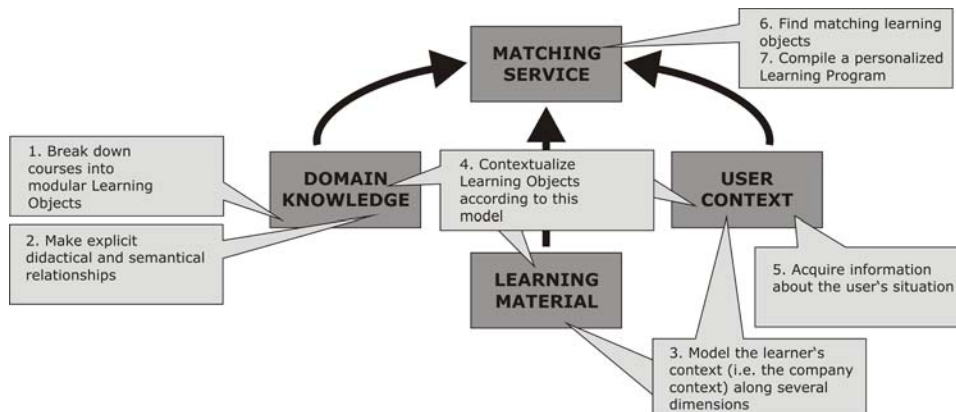 MATCHING
SERVICE
6. Find matching learning
objects
7. Compile a personalized
Learning Program
1. Break down
courses into
modular Learning
Objects
DOMAIN
KNOWLEDGE
4. Contextualize
Learning Objects
according to this
model
USER
CONTEXT
2. Make explicit
didactical and semantical
relationships
LEARNING
MATERIAL
5. Acquire information
about the user's situation
3. Model the learner's
context (i.e. the company
context) along several
dimensions